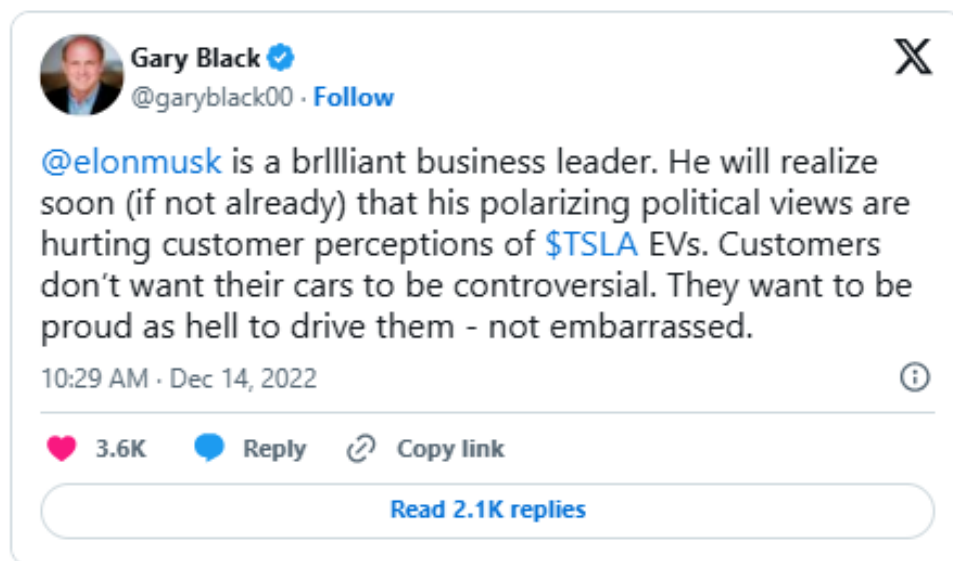 Gary Black
@garyblack00 · Follow
@elonmusk is a brllliant business leader. He will realize
soon (if not already) that his polarizing political views are
hurting customer perceptions of $TSLA EVs. Customers
don't want their cars to be controversial. They want to be
proud as hell to drive them - not embarrassed.
10:29 AM · Dec 14, 2022
3.6K Reply Copy link
Read 2.1K replies